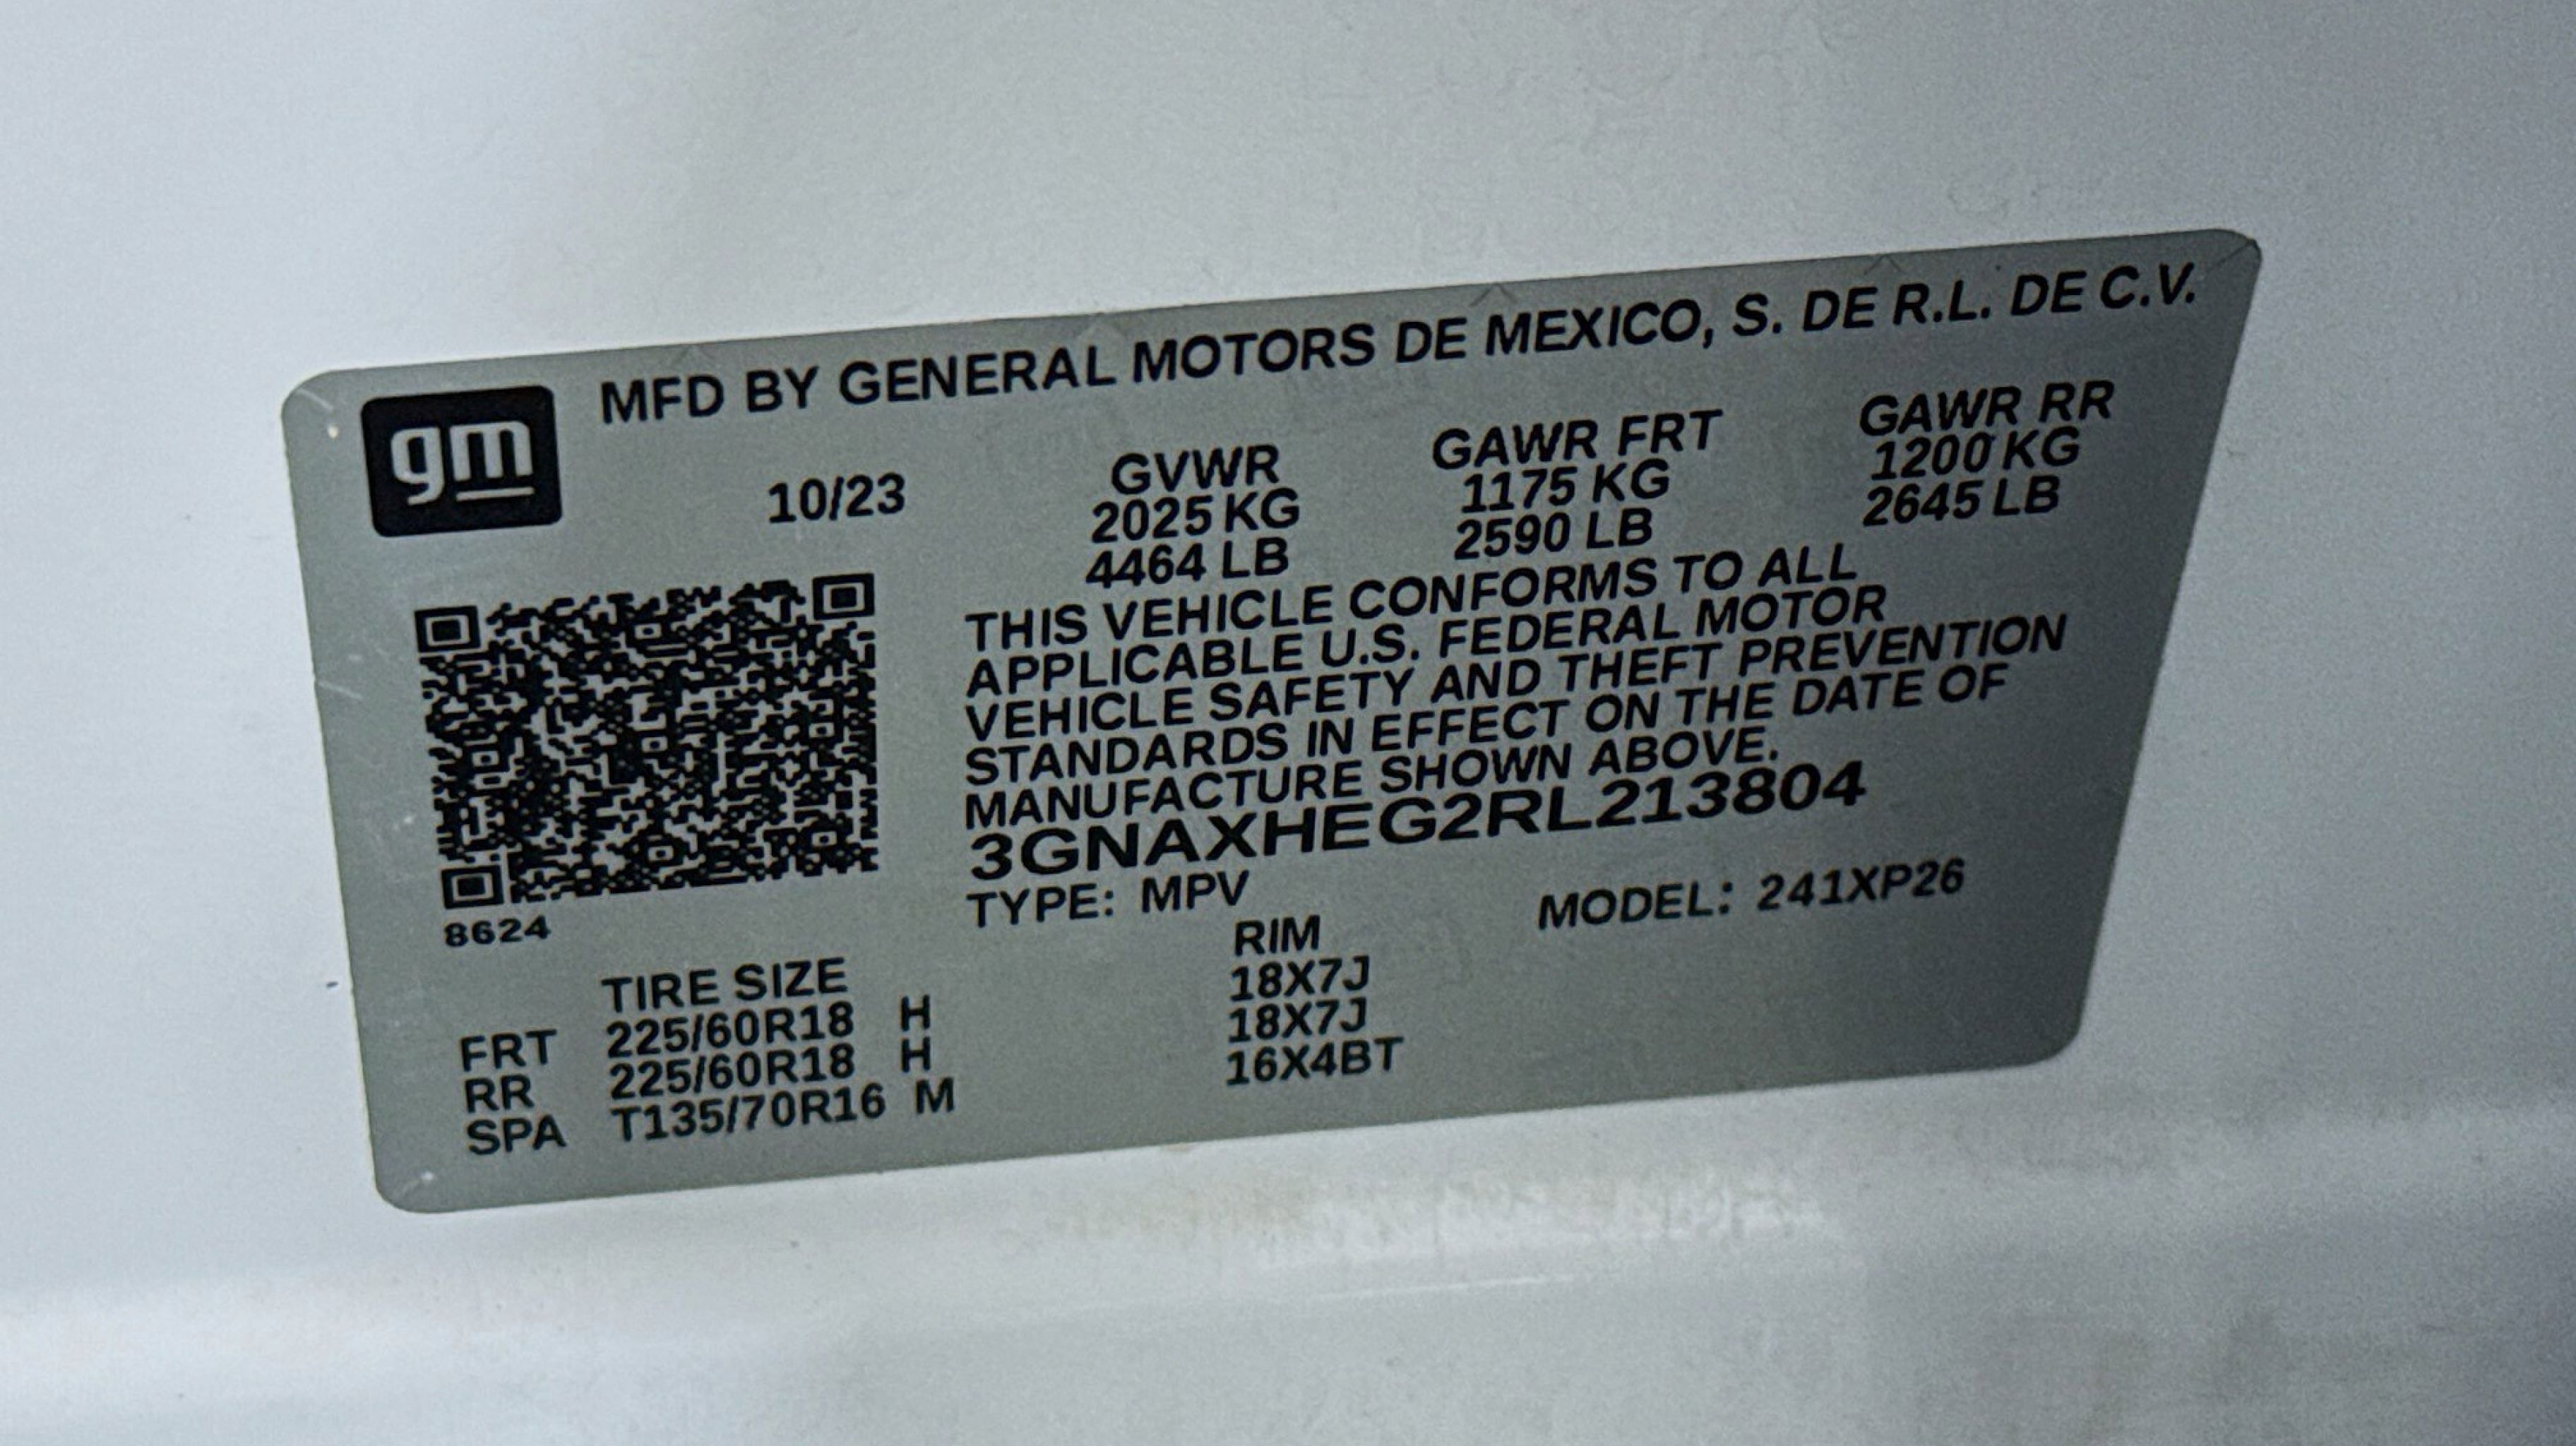 gm
MFD BY GENERAL MOTORS DE MEXICO, S. DE R.L. DE C.V.
10/23 GVWR GAWR FRT GAWR RR
2025 KG 1175 KG 1200 KG
4464 LB 2590 LB 2645 LB
THIS VEHICLE CONFORMS TO ALL
APPLICABLE U.S. FEDERAL MOTOR
VEHICLE SAFETY AND THEFT PREVENTION
STANDARDS IN EFFECT ON THE DATE OF
MANUFACTURE SHOWN ABOVE.
3GNAXHEG2RL213804
TYPE: MPV MODEL: 241XP26
8624
TIRE SIZE RIM
FRT 225/60R18 H 18X7J
RR 225/60R18 H 18X7J
SPA T135/70R16 M 16X4BT